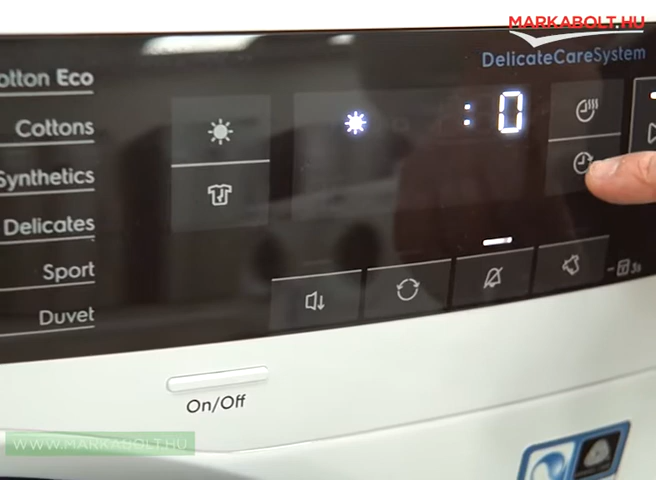 MARKABOLT.HU
DelicateCareSystem
otton Eco
Cottons
Synthetics
Delicates
Sport
Duvet
:0
3s
On/Off
WWW.MARKABOLT.HU